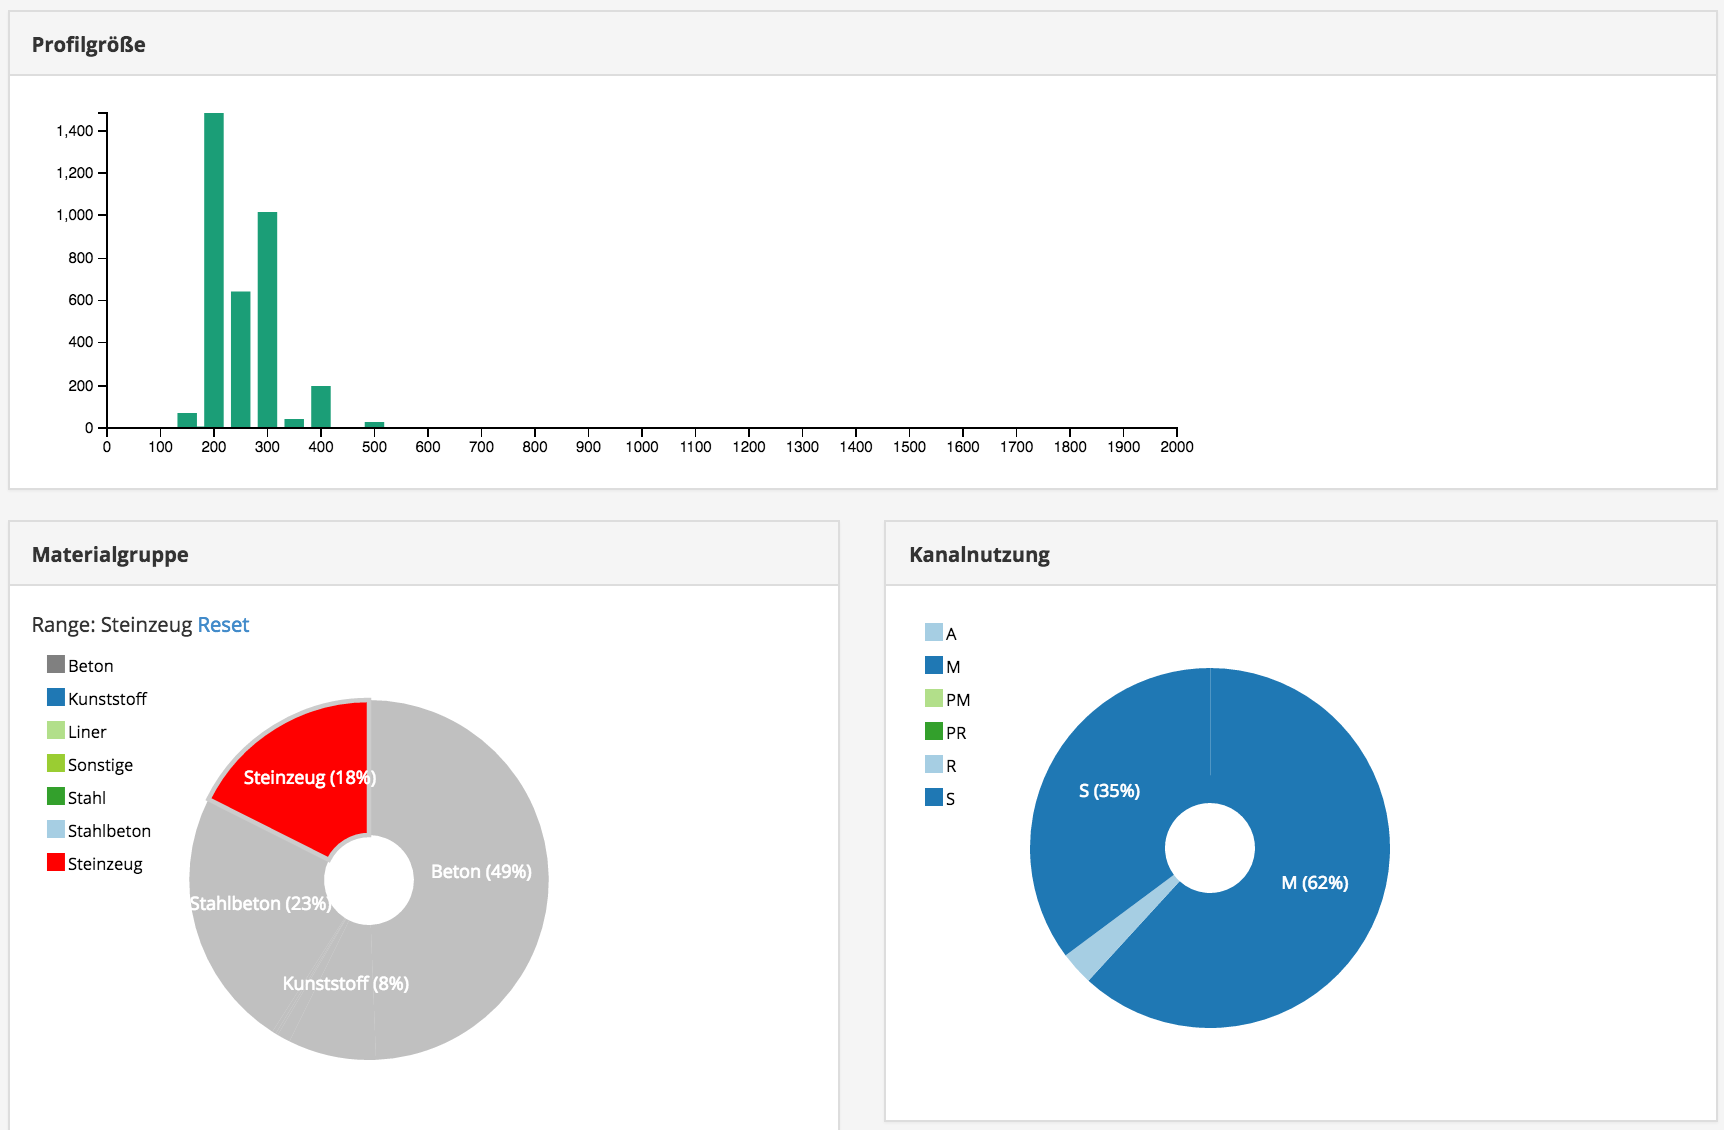 Profilgröße
1,400
1,200
1,000
800
600
400
200
0
0 100 200 300 400 500 600 700 800 900 1000 1100 1200 1300 1400 1500 1600 1700 1800 1900 2000
Materialgruppe
Range: Steinzeug Reset
Beton
Kunststoff
Liner
Sonstige
Stahl
Stahlbeton
Steinzeug
Steinzeug (18%)
Beton (49%)
Stahlbeton (23%)
Kunststoff (8%)
Kanalnutzung
A
M
PM
PR
R
S
S (35%)
M (62%)